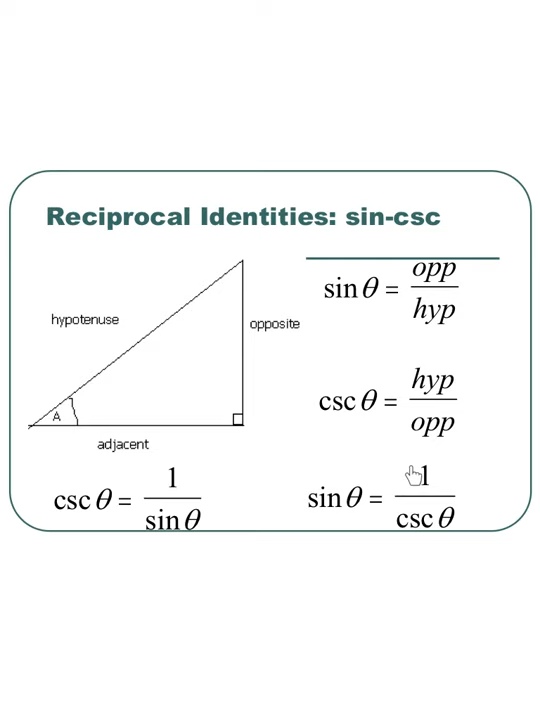 Reciprocal Identities: sin-csc
hypotenuse
opposite
A
adjacent
sin θ = opp / hyp
csc θ = hyp / opp
csc θ = 1 / sin θ
sin θ = 1 / csc θ